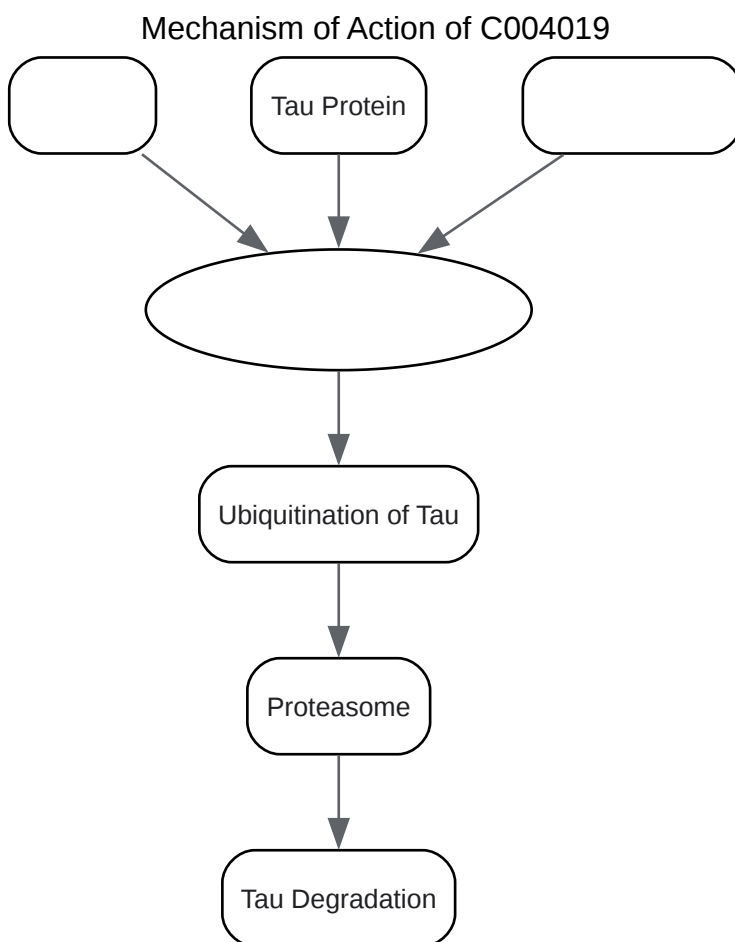 Mechanism of Action of C004019
Tau Protein
Ubiquitination of Tau
Proteasome
Tau Degradation